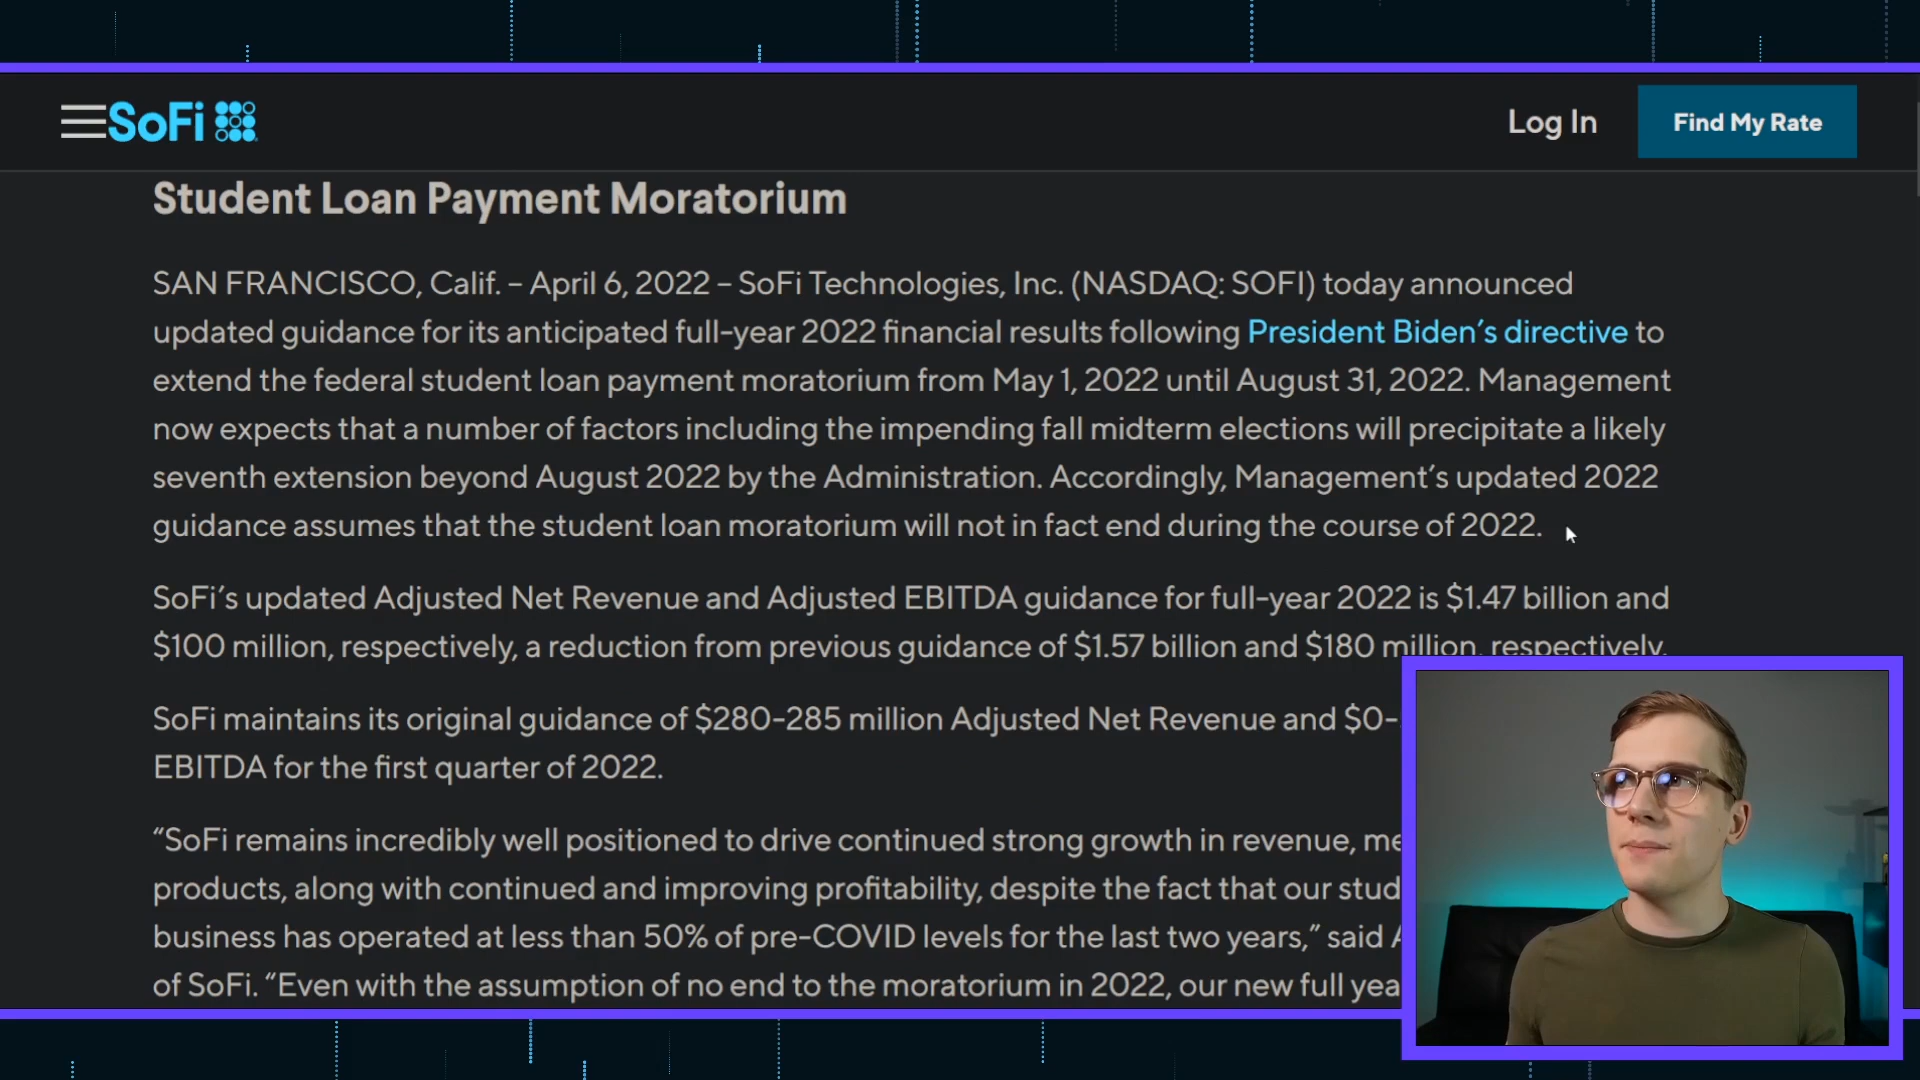 SoFi
Log In
Find My Rate
Student Loan Payment Moratorium
SAN FRANCISCO, Calif. – April 6, 2022 – SoFi Technologies, Inc. (NASDAQ: SOFI) today announced
updated guidance for its anticipated full-year 2022 financial results following President Biden’s directive to
extend the federal student loan payment moratorium from May 1, 2022 until August 31, 2022. Management
now expects that a number of factors including the impending fall midterm elections will precipitate a likely
seventh extension beyond August 2022 by the Administration. Accordingly, Management’s updated 2022
guidance assumes that the student loan moratorium will not in fact end during the course of 2022.
SoFi’s updated Adjusted Net Revenue and Adjusted EBITDA guidance for full-year 2022 is $1.47 billion and
$100 million, respectively, a reduction from previous guidance of $1.57 billion and $180 million, respectively.
SoFi maintains its original guidance of $280-285 million Adjusted Net Revenue and $0-
EBITDA for the first quarter of 2022.
“SoFi remains incredibly well positioned to drive continued strong growth in revenue,
products, along with continued and improving profitability, despite the fact that our
business has operated at less than 50% of pre-COVID levels for the last two years,” said
of SoFi. “Even with the assumption of no end to the moratorium in 2022, our new full